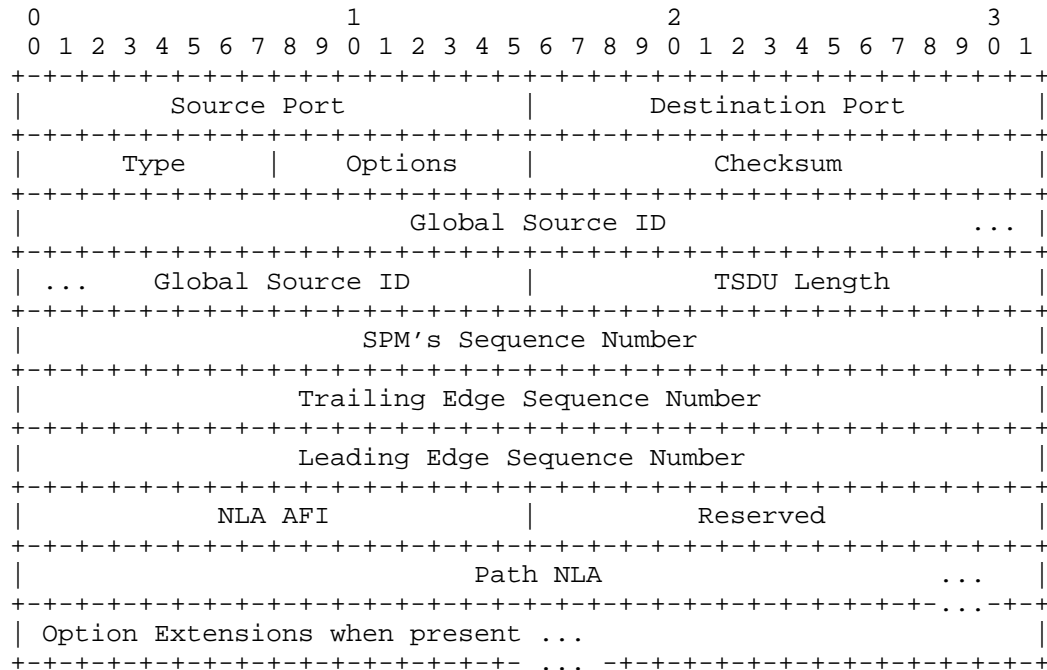 0                   1                   2                   3
 0 1 2 3 4 5 6 7 8 9 0 1 2 3 4 5 6 7 8 9 0 1 2 3 4 5 6 7 8 9 0 1
+-+-+-+-+-+-+-+-+-+-+-+-+-+-+-+-+-+-+-+-+-+-+-+-+-+-+-+-+-+-+-+-+
|         Source Port           |       Destination Port        |
+-+-+-+-+-+-+-+-+-+-+-+-+-+-+-+-+-+-+-+-+-+-+-+-+-+-+-+-+-+-+-+-+
|      Type     |    Options    |           Checksum            |
+-+-+-+-+-+-+-+-+-+-+-+-+-+-+-+-+-+-+-+-+-+-+-+-+-+-+-+-+-+-+-+-+
|                        Global Source ID                   ... |
+-+-+-+-+-+-+-+-+-+-+-+-+-+-+-+-+-+-+-+-+-+-+-+-+-+-+-+-+-+-+-+-+
| ...    Global Source ID       |           TSDU Length         |
+-+-+-+-+-+-+-+-+-+-+-+-+-+-+-+-+-+-+-+-+-+-+-+-+-+-+-+-+-+-+-+-+
|                     SPM's Sequence Number                     |
+-+-+-+-+-+-+-+-+-+-+-+-+-+-+-+-+-+-+-+-+-+-+-+-+-+-+-+-+-+-+-+-+
|                 Trailing Edge Sequence Number                 |
+-+-+-+-+-+-+-+-+-+-+-+-+-+-+-+-+-+-+-+-+-+-+-+-+-+-+-+-+-+-+-+-+
|                 Leading Edge Sequence Number                  |
+-+-+-+-+-+-+-+-+-+-+-+-+-+-+-+-+-+-+-+-+-+-+-+-+-+-+-+-+-+-+-+-+
|            NLA AFI            |          Reserved             |
+-+-+-+-+-+-+-+-+-+-+-+-+-+-+-+-+-+-+-+-+-+-+-+-+-+-+-+-+-+-+-+-+
|                            Path NLA                     ...   |
+-+-+-+-+-+-+-+-+-+-+-+-+-+-+-+-+-+-+-+-+-+-+-+-+-+-+-+-+-...-+-+
| Option Extensions when present ...                            |
+-+-+-+-+-+-+-+-+-+-+-+-+-+-+-+- ... -+-+-+-+-+-+-+-+-+-+-+-+-+-+